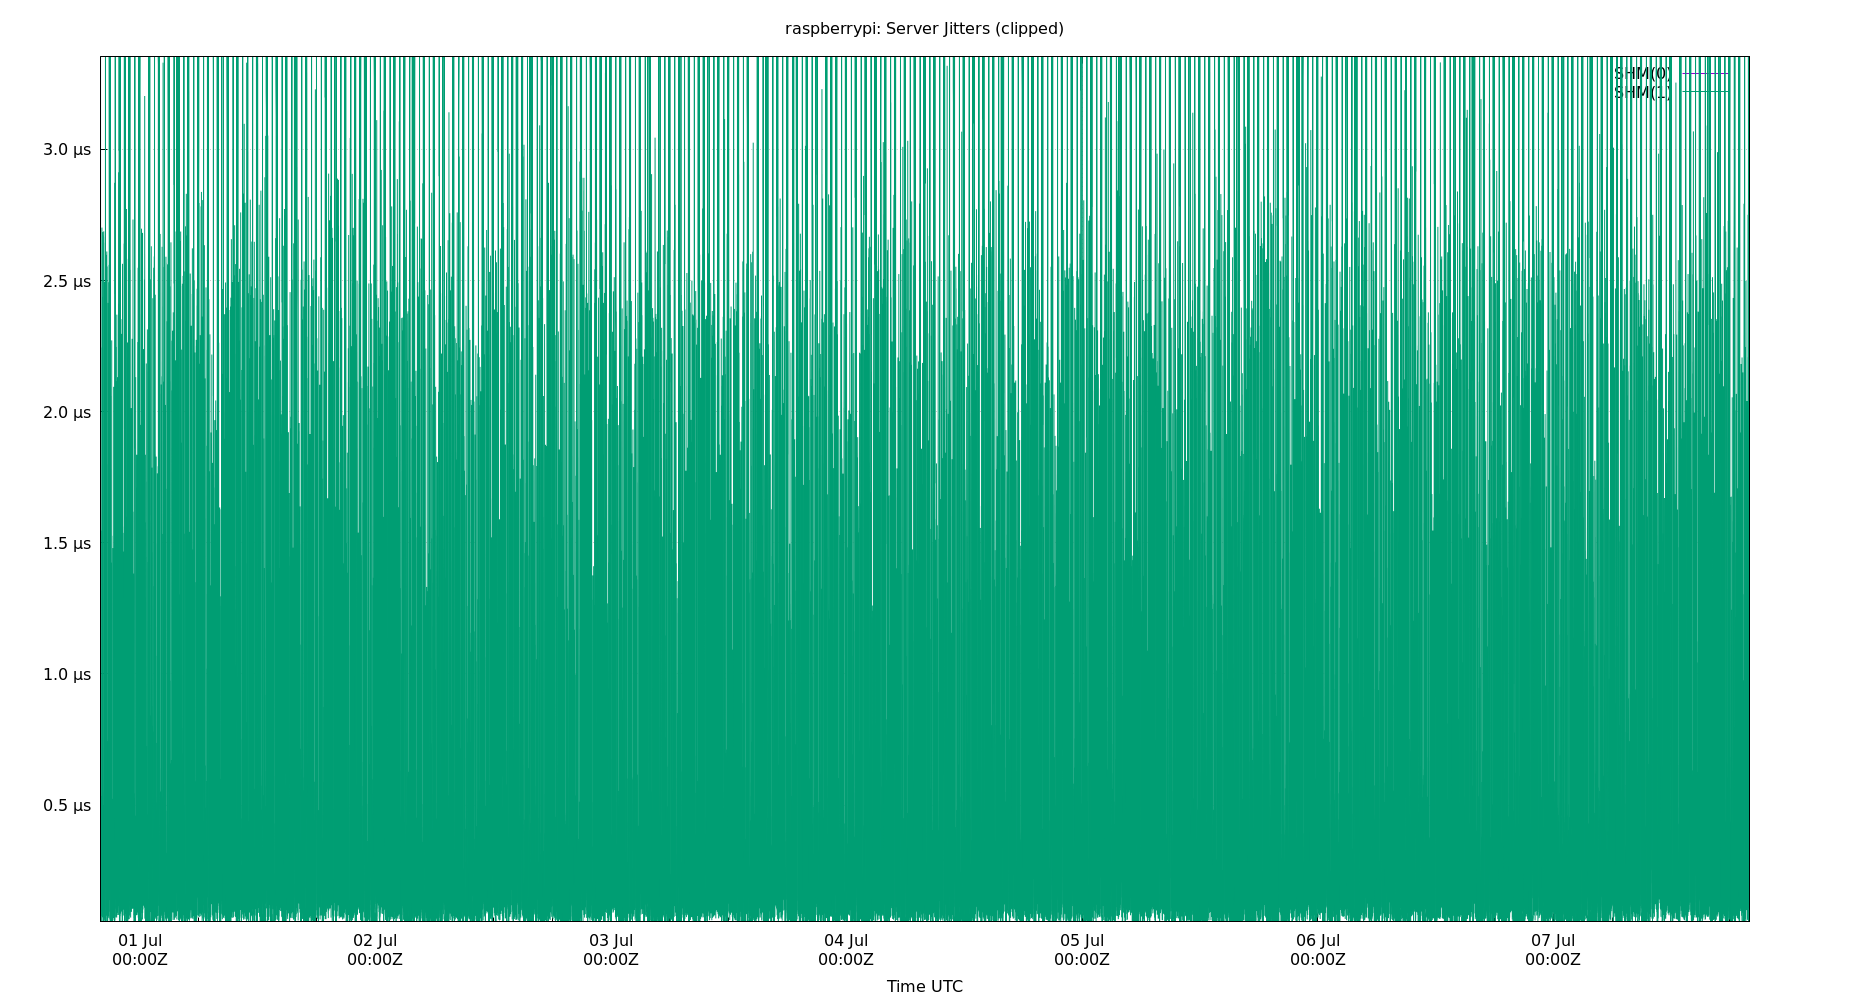 raspberrypi: Server Jitters (clipped)
SHM(0)
SHM(1)
3.0 μs
2.5 μs
2.0 μs
1.5 μs
1.0 μs
0.5 μs
01 Jul 02 Jul 03 Jul 04 Jul 05 Jul 06 Jul 07 Jul
00:00Z 00:00Z 00:00Z 00:00Z 00:00Z 00:00Z 00:00Z
Time UTC